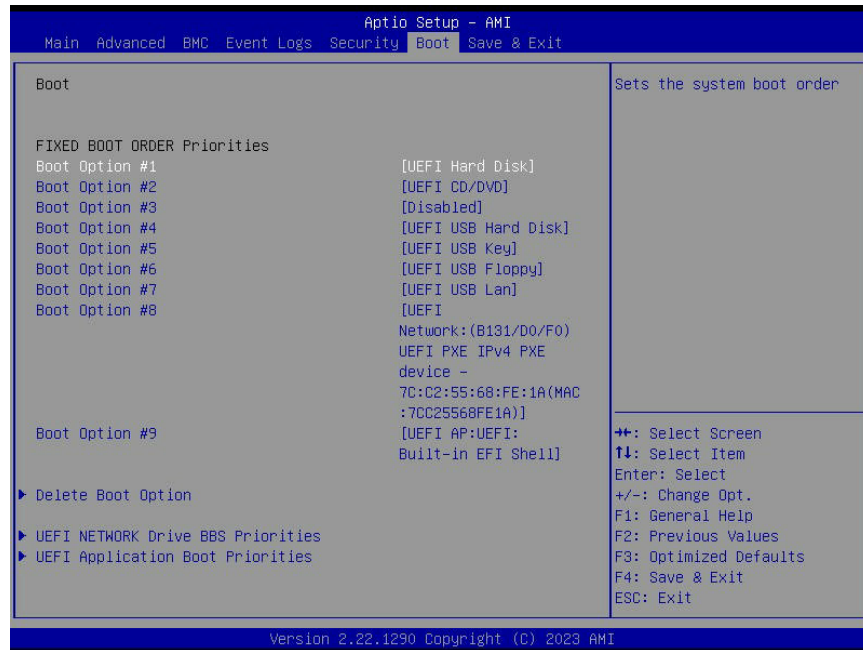 Aptio Setup – AMI
Main Advanced BMC Event Logs Security Boot Save & Exit
Boot
Sets the system boot order
FIXED BOOT ORDER Priorities
Boot Option #1 [UEFI Hard Disk]
Boot Option #2 [UEFI CD/DVD]
Boot Option #3 [Disabled]
Boot Option #4 [UEFI USB Hard Disk]
Boot Option #5 [UEFI USB Key]
Boot Option #6 [UEFI USB Floppy]
Boot Option #7 [UEFI USB Lan]
Boot Option #8 [UEFI
Network:(B131/D0/F0)
UEFI PXE IPv4 PXE
device –
7C:C2:55:68:FE:1A(MAC
:7CC25568FE1A)]
Boot Option #9 [UEFI AP:UEFI:
Built-in EFI Shell]
Delete Boot Option
UEFI NETWORK Drive BBS Priorities
UEFI Application Boot Priorities
→←: Select Screen
↑↓: Select Item
Enter: Select
+/-: Change Opt.
F1: General Help
F2: Previous Values
F3: Optimized Defaults
F4: Save & Exit
ESC: Exit
Version 2.22.1290 Copyright (C) 2023 AMI